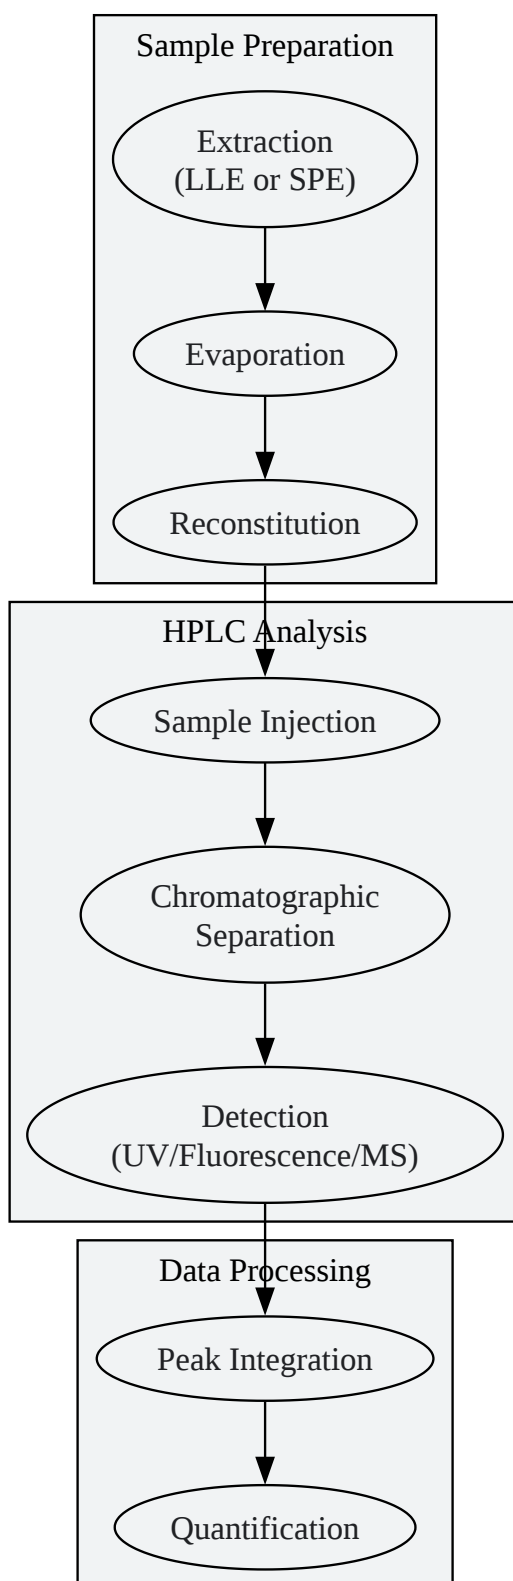 Sample Preparation
Extraction
(LLE or SPE)
Evaporation
Reconstitution
HPLC Analysis
Sample Injection
Chromatographic
Separation
Detection
(UV/Fluorescence/MS)
Data Processing
Peak Integration
Quantification